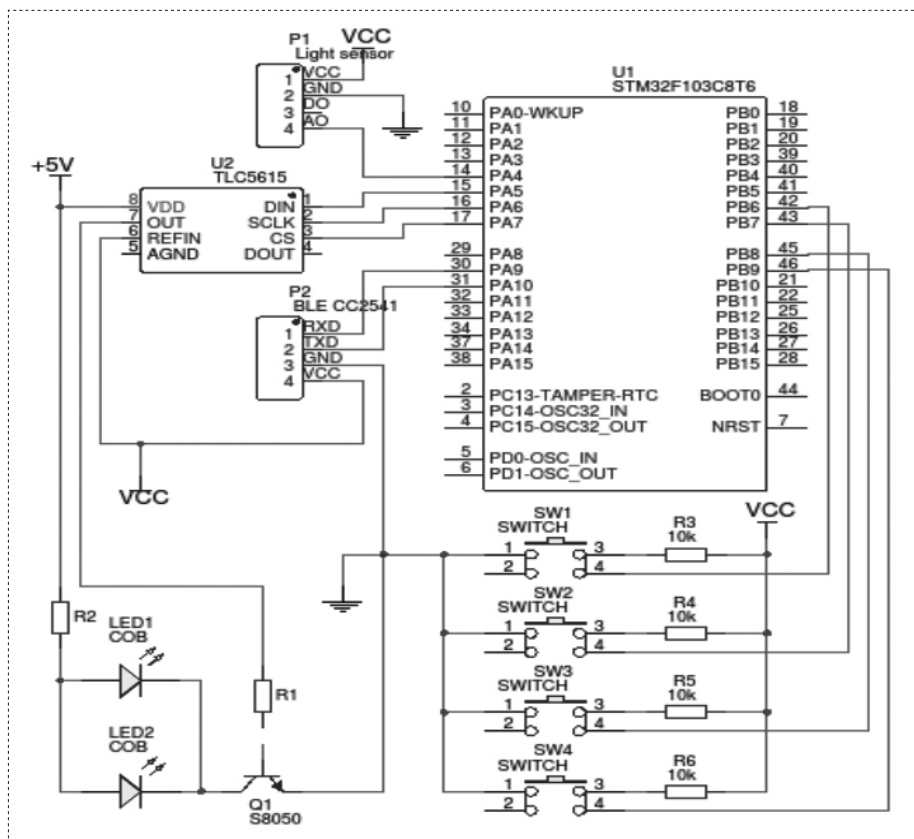 P1
Light sensor
VCC
1 VCC
2 GND
3 DO
4 AO
U1
STM32F103C8T6
10 PA0-WKUP
11 PA1
12 PA2
13 PA3
14 PA4
15 PA5
16 PA6
17 PA7
29 PA8
30 PA9
31 PA10
32 PA11
33 PA12
34 PA13
37 PA14
38 PA15
2 PC13-TAMPER-RTC
3 PC14-OSC32_IN
4 PC15-OSC32_OUT
5 PD0-OSC_IN
6 PD1-OSC_OUT
PB0 18
PB1 19
PB2 20
PB3 39
PB4 40
PB5 41
PB6 42
PB7 43
PB8 45
PB9 46
PB10 21
PB11 22
PB12 25
PB13 26
PB14 27
PB15 28
BOOT0 44
NRST 7
+5V
U2
TLC5615
8 VDD
7 OUT
6 REFIN
5 AGND
DIN 1
SCLK 2
CS 3
DOUT 4
P2
BLE CC2541
1 RXD
2 TXD
3 GND
4 VCC
VCC
VCC
SW1
SWITCH
1 3
2 4
R3
10k
SW2
SWITCH
1 3
2 4
R4
10k
SW3
SWITCH
1 3
2 4
R5
10k
SW4
SWITCH
1 3
2 4
R6
10k
R2
LED1
COB
LED2
COB
R1
Q1
S8050